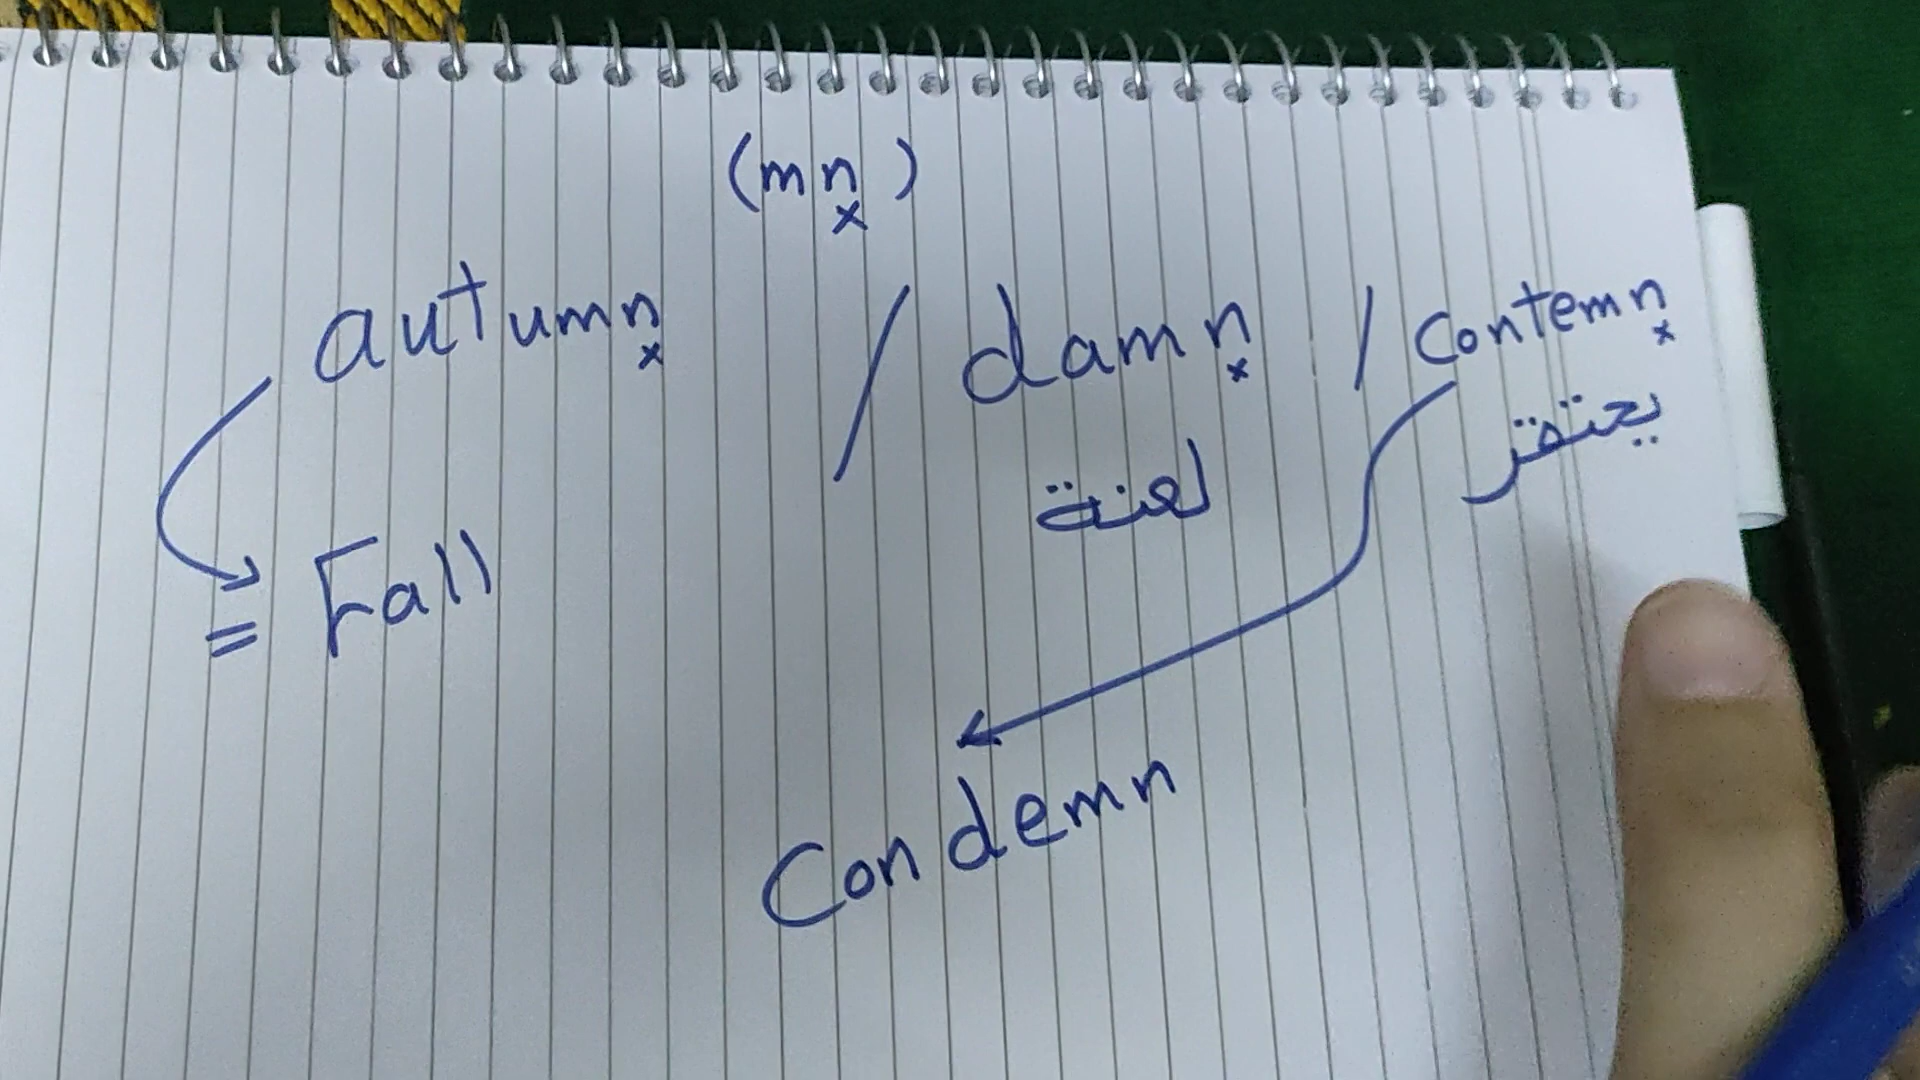 (mn)
x
autumn / damn / Contemn
x x x
لعنة يحتقر
= Fall
Condemn